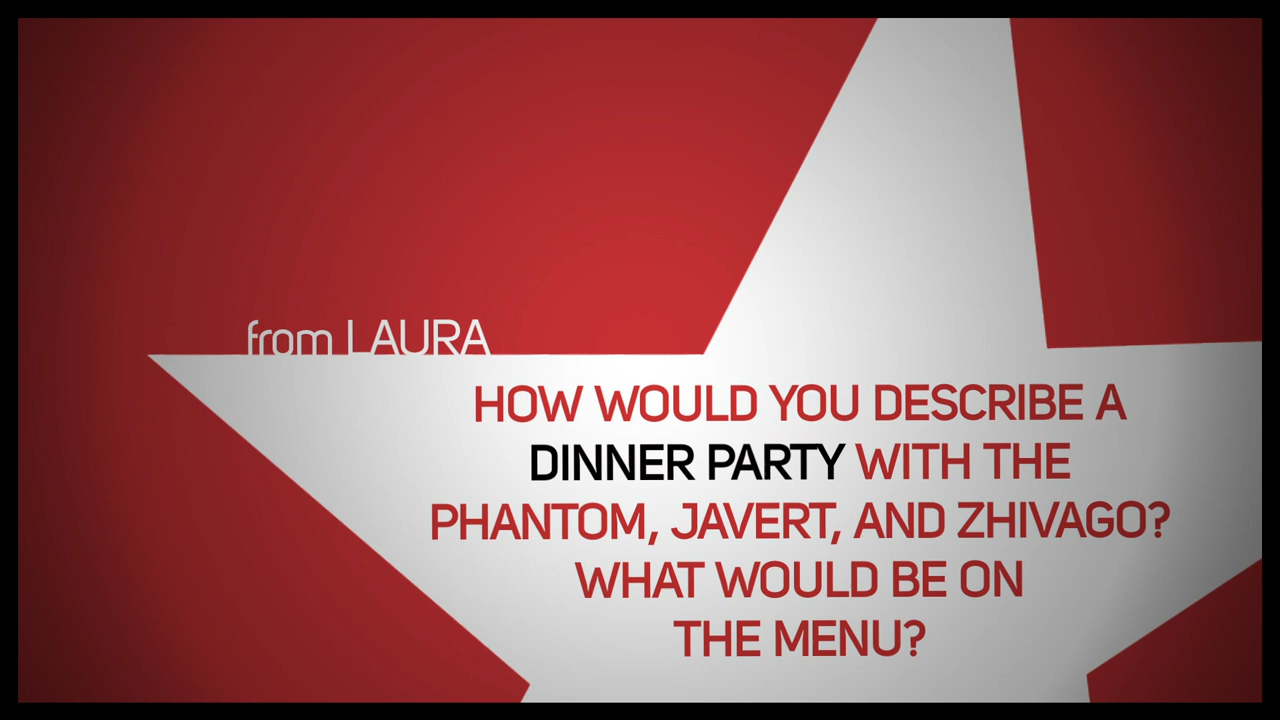 from LAURA
HOW WOULD YOU DESCRIBE A
DINNER PARTY WITH THE
PHANTOM, JAVERT, AND ZHIVAGO?
WHAT WOULD BE ON
THE MENU?